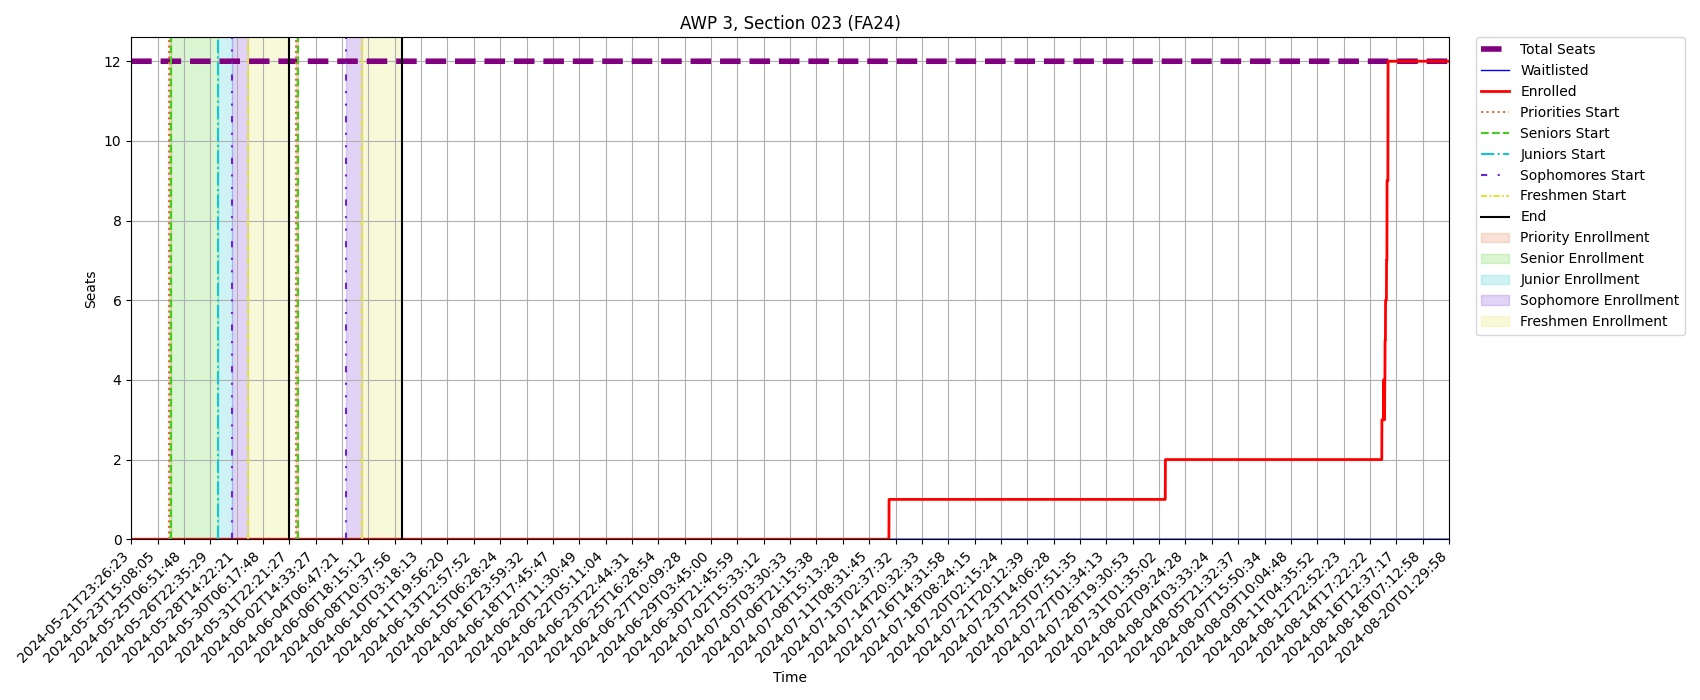 AWP 3, Section 023 (FA24)
Seats
12
10
8
6
4
2
0
2024-05-21T23:26:23
2024-05-23T15:08:05
2024-05-25T06:51:48
2024-05-26T22:35:29
2024-05-28T14:22:21
2024-05-30T06:17:48
2024-05-31T22:21:27
2024-06-02T14:33:27
2024-06-04T06:47:21
2024-06-06T18:15:12
2024-06-08T10:37:56
2024-06-10T03:18:13
2024-06-11T19:56:20
2024-06-13T12:57:52
2024-06-15T06:28:24
2024-06-16T23:59:32
2024-06-18T17:45:47
2024-06-20T11:30:49
2024-06-22T05:11:04
2024-06-23T22:44:31
2024-06-25T16:28:54
2024-06-27T10:09:28
2024-06-29T03:45:00
2024-06-30T21:45:59
2024-07-02T15:33:12
2024-07-05T03:30:33
2024-07-06T21:15:38
2024-07-08T15:13:28
2024-07-11T08:31:45
2024-07-13T02:37:32
2024-07-14T20:32:33
2024-07-16T14:31:58
2024-07-18T08:24:15
2024-07-20T02:15:24
2024-07-21T20:12:39
2024-07-23T14:06:28
2024-07-25T07:51:35
2024-07-27T01:34:13
2024-07-28T19:30:53
2024-07-31T01:35:02
2024-08-02T09:24:28
2024-08-04T03:33:24
2024-08-05T21:32:37
2024-08-07T15:50:34
2024-08-09T10:04:48
2024-08-11T04:35:52
2024-08-12T22:52:23
2024-08-14T17:22:22
2024-08-16T12:37:17
2024-08-18T07:12:58
2024-08-20T01:29:58
Time
Total Seats
Waitlisted
Enrolled
Priorities Start
Seniors Start
Juniors Start
Sophomores Start
Freshmen Start
End
Priority Enrollment
Senior Enrollment
Junior Enrollment
Sophomore Enrollment
Freshmen Enrollment